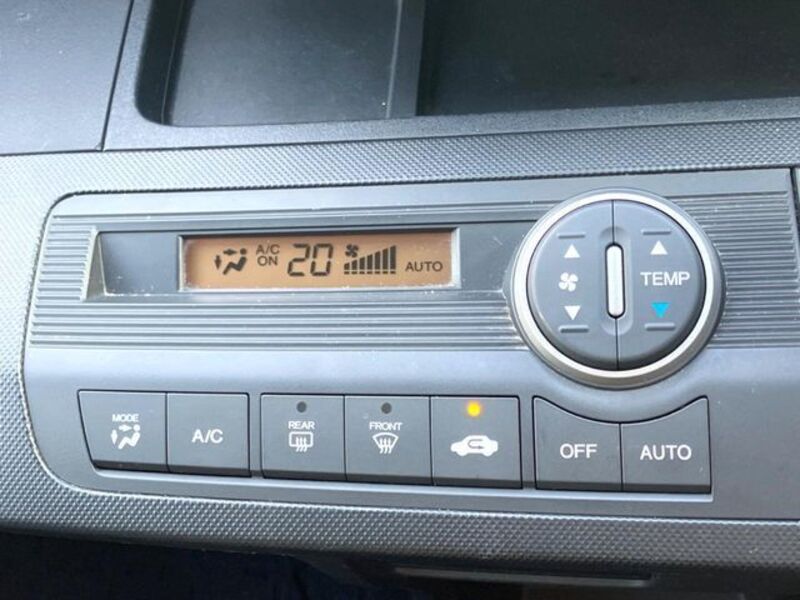 A/C ON 20 AUTO
TEMP
MODE A/C REAR FRONT OFF AUTO